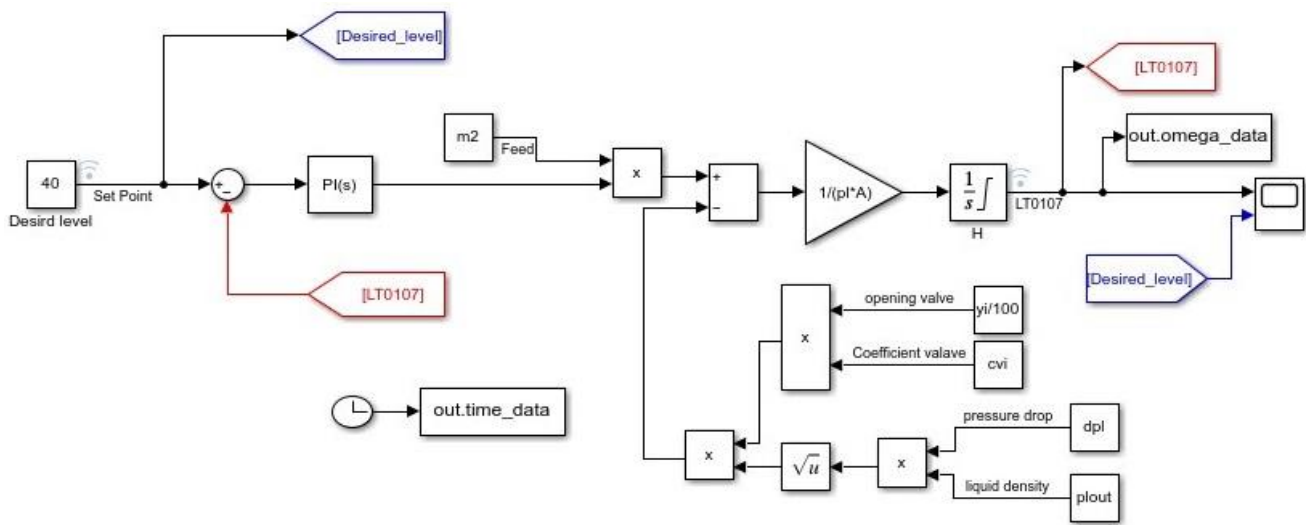 [Desired_level]
[LT0107]
m2
Feed
out.omega_data
40
Set Point
+
−
PI(s)
x
+
−
1/(pI*A)
1
s
LT0107
Desird level
H
[LT0107]
[Desired_level]
opening valve
yi/100
x
Coefficient valave
cvi
out.time_data
pressure drop
dpl
x
√u
x
liquid density
plout